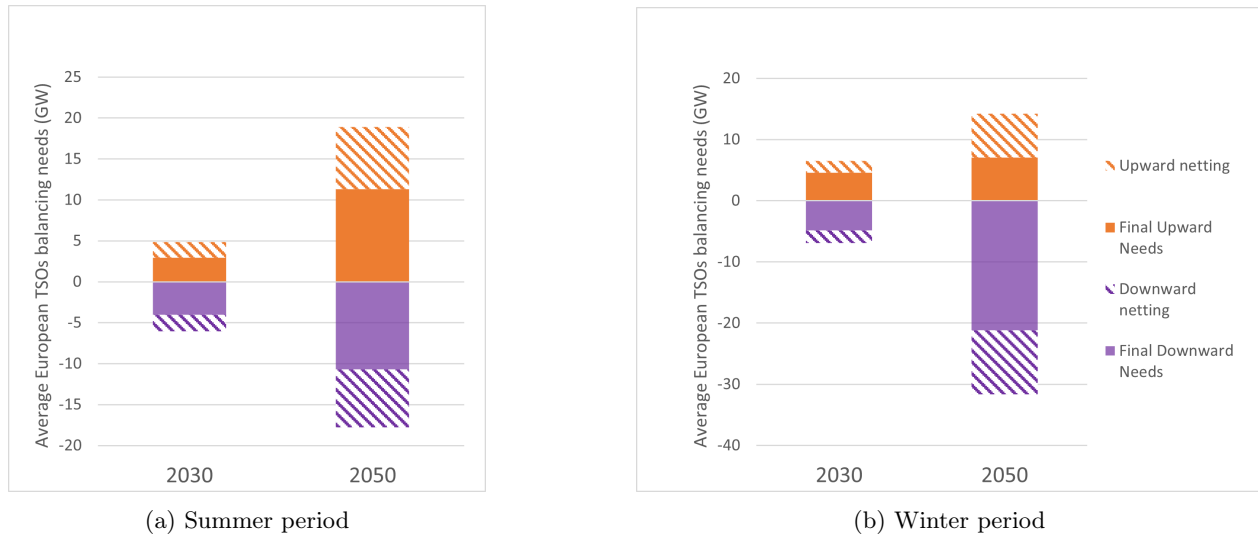 Average European TSOs balancing needs (GW)
25
20
15
10
5
0
-5
-10
-15
-20
2030
2050
(a) Summer period
Average European TSOs balancing needs (GW)
20
10
0
-10
-20
-30
-40
2030
2050
Upward netting
Final Upward
Needs
Downward
netting
Final Downward
Needs
(b) Winter period